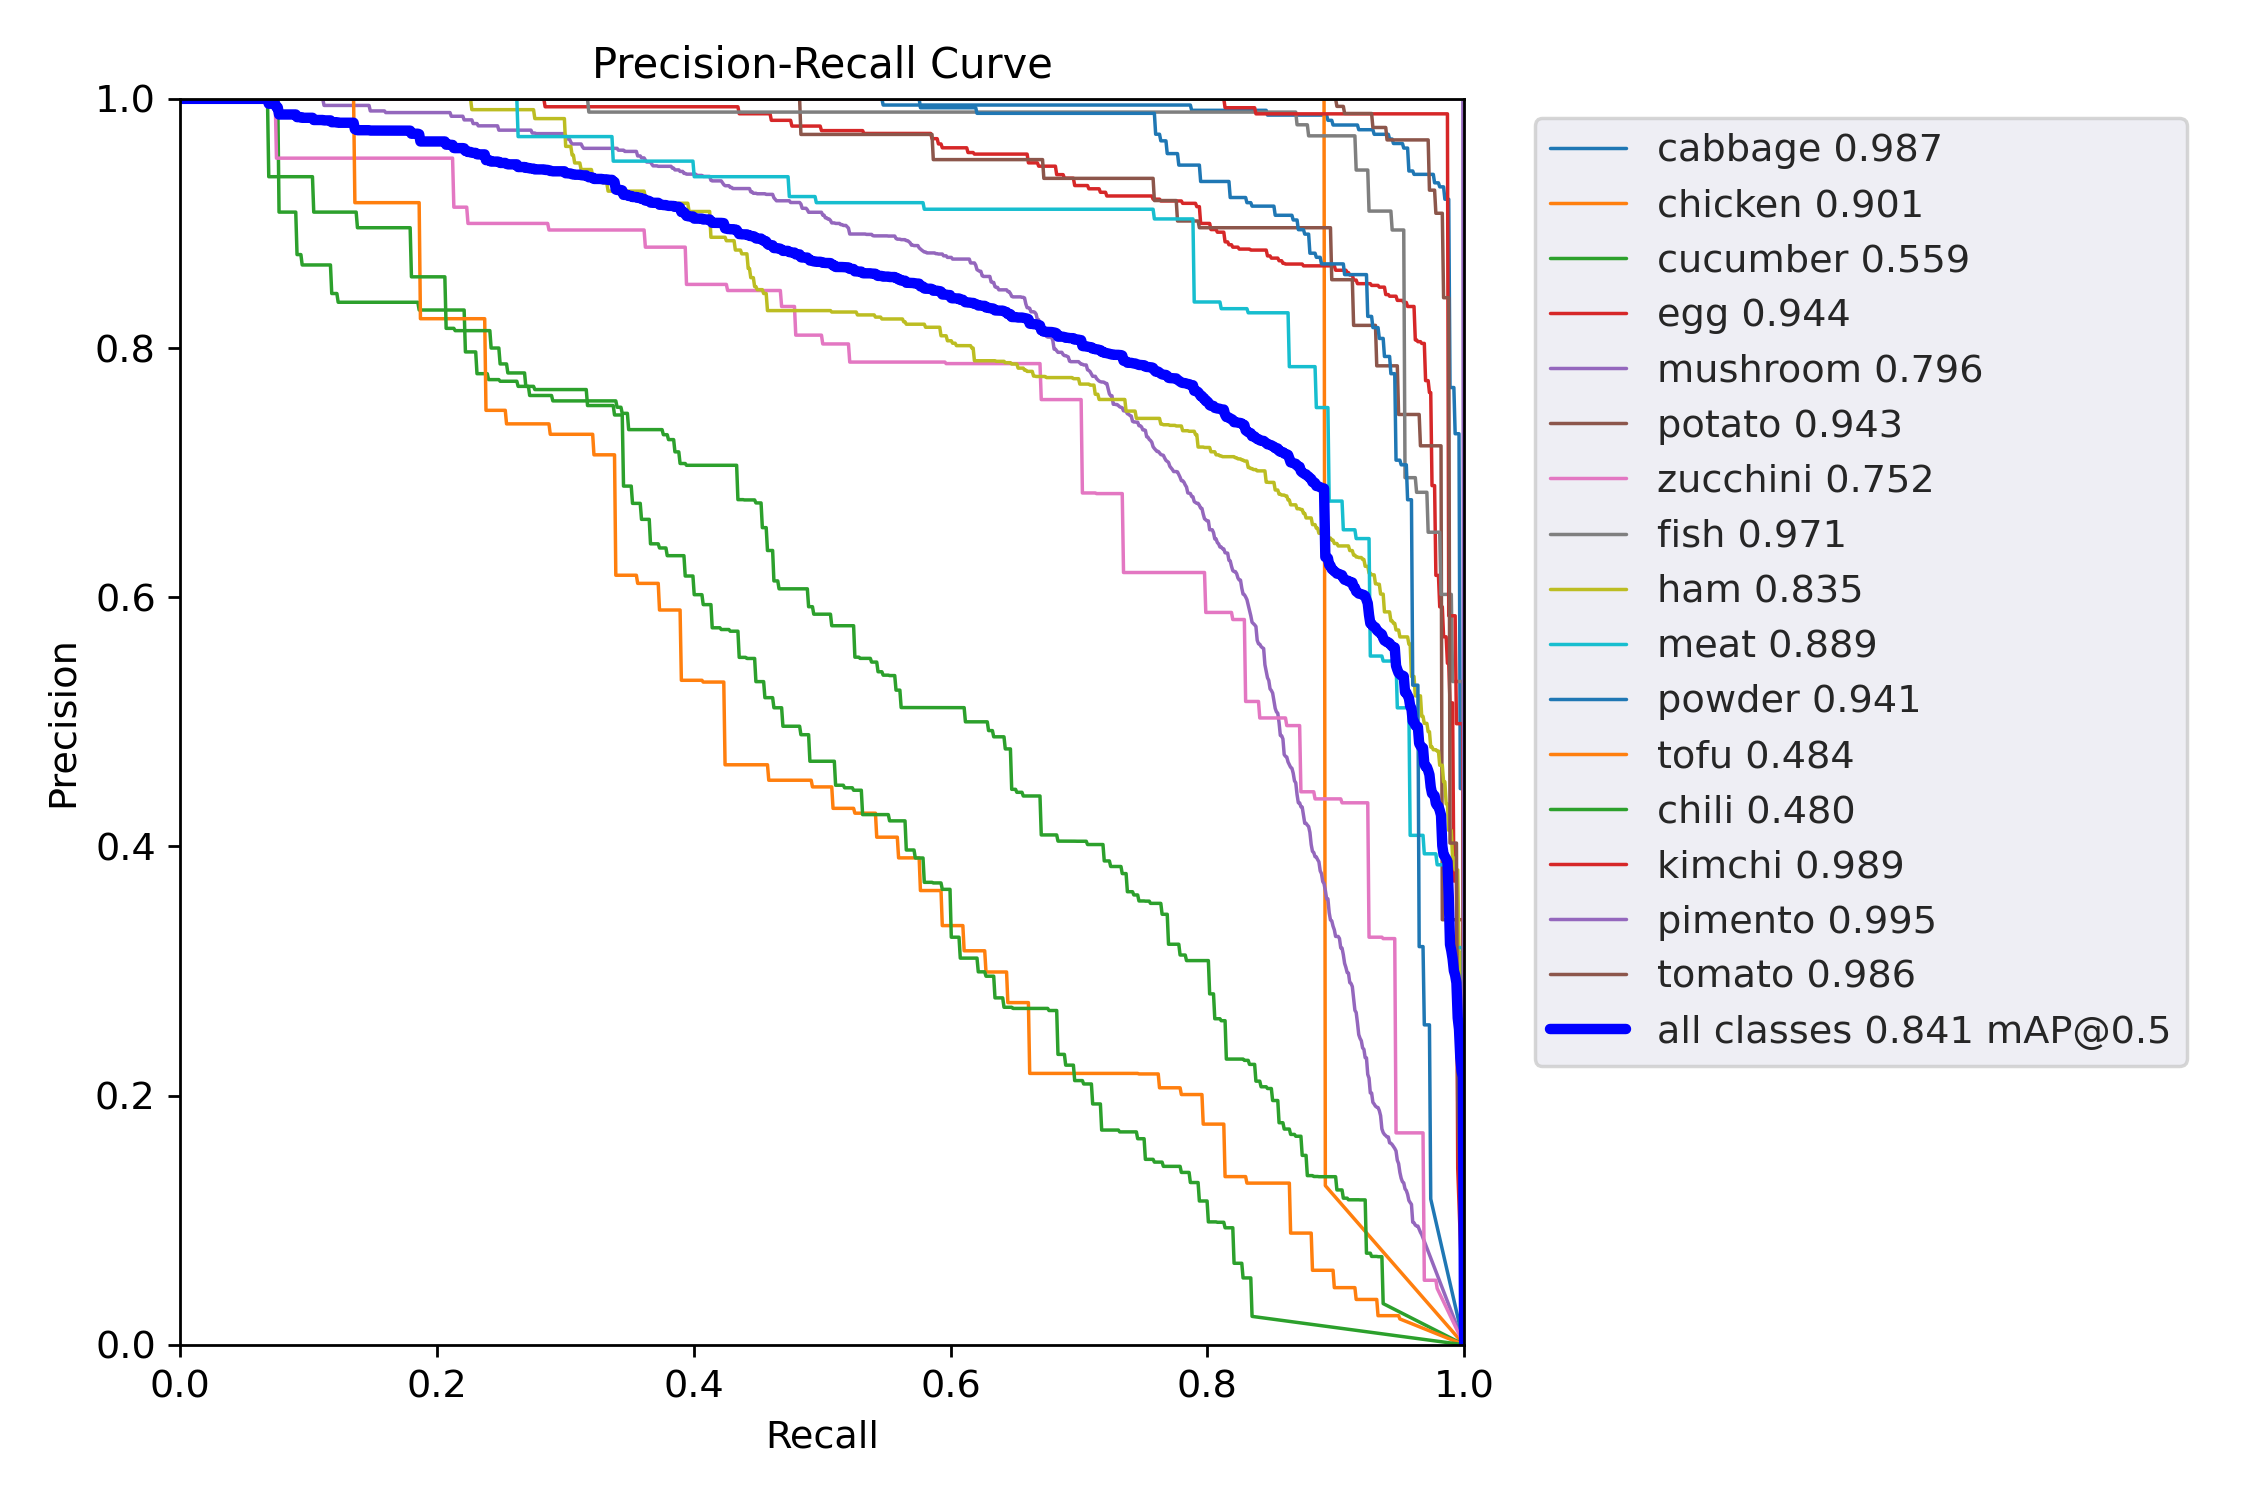 Precision-Recall Curve
1.0
0.8
0.6
0.4
0.2
0.0
Precision
0.0 0.2 0.4 0.6 0.8 1.0
Recall
cabbage 0.987
chicken 0.901
cucumber 0.559
egg 0.944
mushroom 0.796
potato 0.943
zucchini 0.752
fish 0.971
ham 0.835
meat 0.889
powder 0.941
tofu 0.484
chili 0.480
kimchi 0.989
pimento 0.995
tomato 0.986
all classes 0.841 mAP@0.5